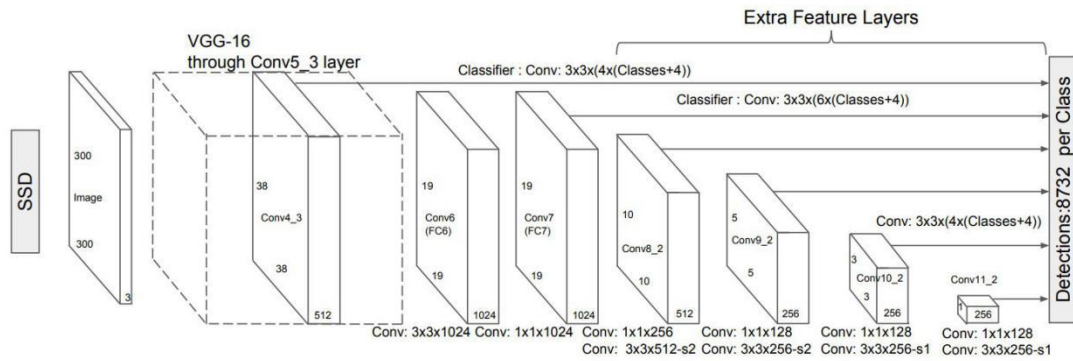 Extra Feature Layers
VGG-16
through Conv5_3 layer
Classifier : Conv: 3x3x(4x(Classes+4))
Classifier : Conv: 3x3x(6x(Classes+4))
SSD
300
Image
300
3
38
Conv4_3
38
512
19
Conv6
(FC6)
19
1024
19
Conv7
(FC7)
19
1024
10
Conv8_2
10
512
5
Conv9_2
5
256
Conv: 3x3x(4x(Classes+4))
3
Conv10_2
3
256
Conv11_2
1
256
Detections:8732 per Class
Conv: 3x3x1024
Conv: 1x1x1024
Conv: 1x1x256
Conv: 3x3x512-s2
Conv: 1x1x128
Conv: 3x3x256-s2
Conv: 1x1x128
Conv: 3x3x256-s1
Conv: 1x1x128
Conv: 3x3x256-s1